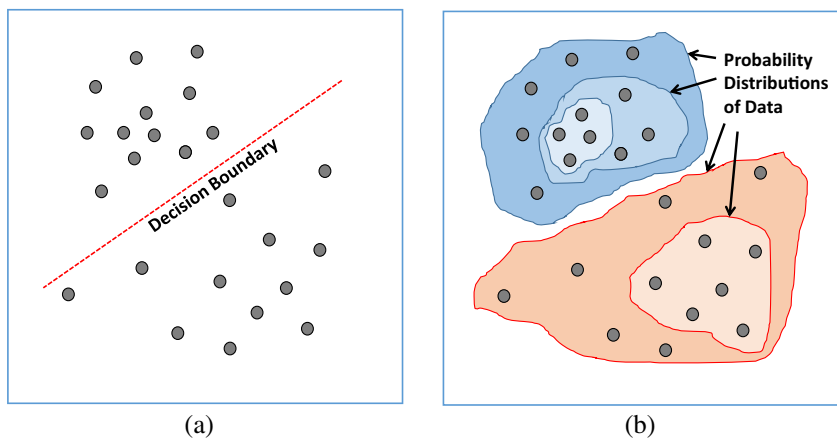 Decision Boundary
Probability
Distributions
of Data
(a)
(b)